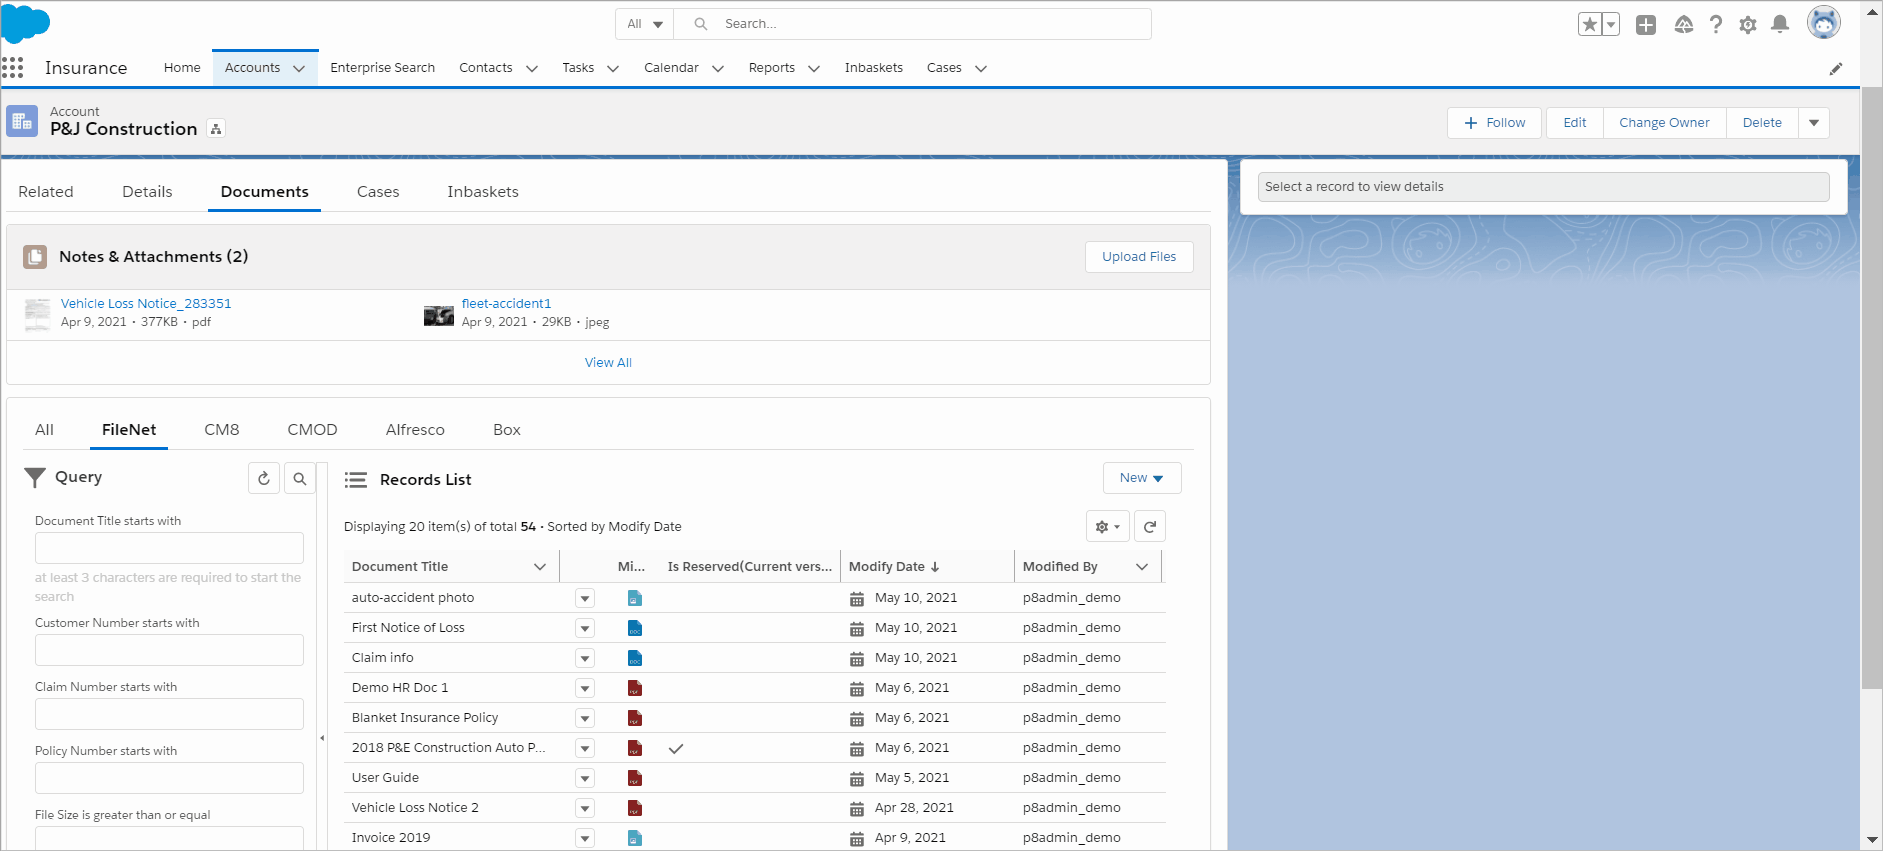 All
Search...
Insurance
Home
Accounts
Enterprise Search
Contacts
Tasks
Calendar
Reports
Inbaskets
Cases
Account
P&J Construction
Follow
Edit
Change Owner
Delete
Related
Details
Documents
Cases
Inbaskets
Select a record to view details
Notes & Attachments (2)
Upload Files
Vehicle Loss Notice_283351
Apr 9, 2021 • 377KB • pdf
fleet-accident1
Apr 9, 2021 • 29KB • jpeg
View All
All
FileNet
CM8
CMOD
Alfresco
Box
Query
Document Title starts with
at least 3 characters are required to start the
search
Customer Number starts with
Claim Number starts with
Policy Number starts with
File Size is greater than or equal
Records List
New
Displaying 20 item(s) of total 54 • Sorted by Modify Date
Document Title Mi... Is Reserved(Current vers... Modify Date Modified By
auto-accident photo May 10, 2021 p8admin_demo
First Notice of Loss DOC May 10, 2021 p8admin_demo
Claim info DOC May 10, 2021 p8admin_demo
Demo HR Doc 1 May 6, 2021 p8admin_demo
Blanket Insurance Policy May 6, 2021 p8admin_demo
2018 P&E Construction Auto P... May 6, 2021 p8admin_demo
User Guide May 5, 2021 p8admin_demo
Vehicle Loss Notice 2 Apr 28, 2021 p8admin_demo
Invoice 2019 Apr 9, 2021 p8admin_demo